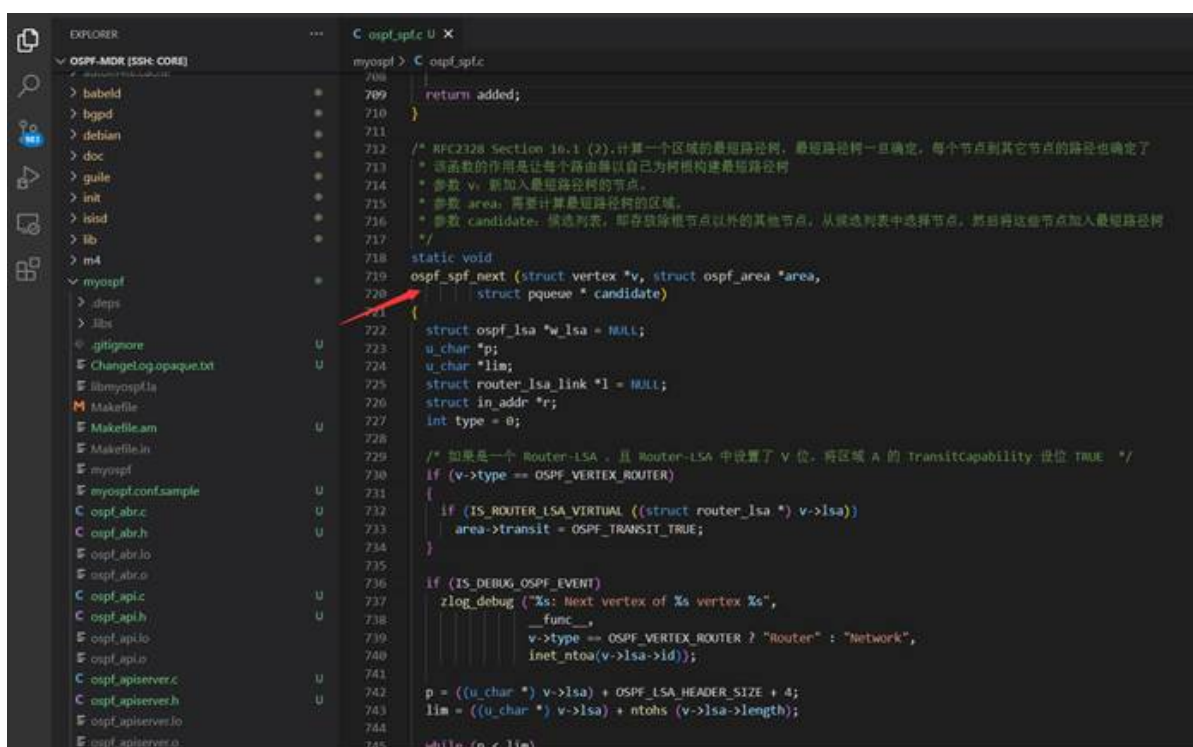 EXPLORER
OSPF-MDR [SSH: CORE]
babeld
bgpd
debian
doc
guile
init
isisd
lib
m4
myospf
.deps
.libs
.gitignore U
ChangeLog.opaque.txt U
libmyospf.la
M Makefile
Makefile.am U
Makefile.in
myospf
myospf.conf.sample U
C ospf_abr.c U
C ospf_abr.h U
ospf_abr.lo
ospf_abr.o
C ospf_api.c U
C ospf_api.h U
ospf_api.lo
ospf_api.o
C ospf_apiserver.c U
C ospf_apiserver.h U
ospf_apiserver.lo
ospf_apiserver.o
C ospf_spf.c U
myospf > C ospf_spf.c
708
709 return added;
710 }
711
712 /* RFC2328 Section 16.1 (2).计算一个区域的最短路径树, 最短路径树一旦确定, 每个节点到其它节点的路径也确定了
713 * 该函数的作用是让每个路由器以自己为树根构建最短路径树
714 * 参数 v: 新加入最短路径树的节点。
715 * 参数 area: 需要计算最短路径树的区域。
716 * 参数 candidate: 候选列表, 即存放除根节点以外的其他节点, 从候选列表中选择节点, 然后将这些节点加入最短路径树
717 */
718 static void
719 ospf_spf_next (struct vertex *v, struct ospf_area *area,
720 struct pqueue * candidate)
721 {
722 struct ospf_lsa *w_lsa = NULL;
723 u_char *p;
724 u_char *lim;
725 struct router_lsa_link *l = NULL;
726 struct in_addr *r;
727 int type = 0;
728
729 /* 如果是一个 Router-LSA , 且 Router-LSA 中设置了 V 位, 将区域 A 的 TransitCapability 设位 TRUE */
730 if (v->type == OSPF_VERTEX_ROUTER)
731 {
732 if (IS_ROUTER_LSA_VIRTUAL ((struct router_lsa *) v->lsa))
733 area->transit = OSPF_TRANSIT_TRUE;
734 }
735
736 if (IS_DEBUG_OSPF_EVENT)
737 zlog_debug ("%s: Next vertex of %s vertex %s",
738 __func__,
739 v->type == OSPF_VERTEX_ROUTER ? "Router" : "Network",
740 inet_ntoa(v->lsa->id));
741
742 p = ((u_char *) v->lsa) + OSPF_LSA_HEADER_SIZE + 4;
743 lim = ((u_char *) v->lsa) + ntohs (v->lsa->length);
744
745 while (p < lim)